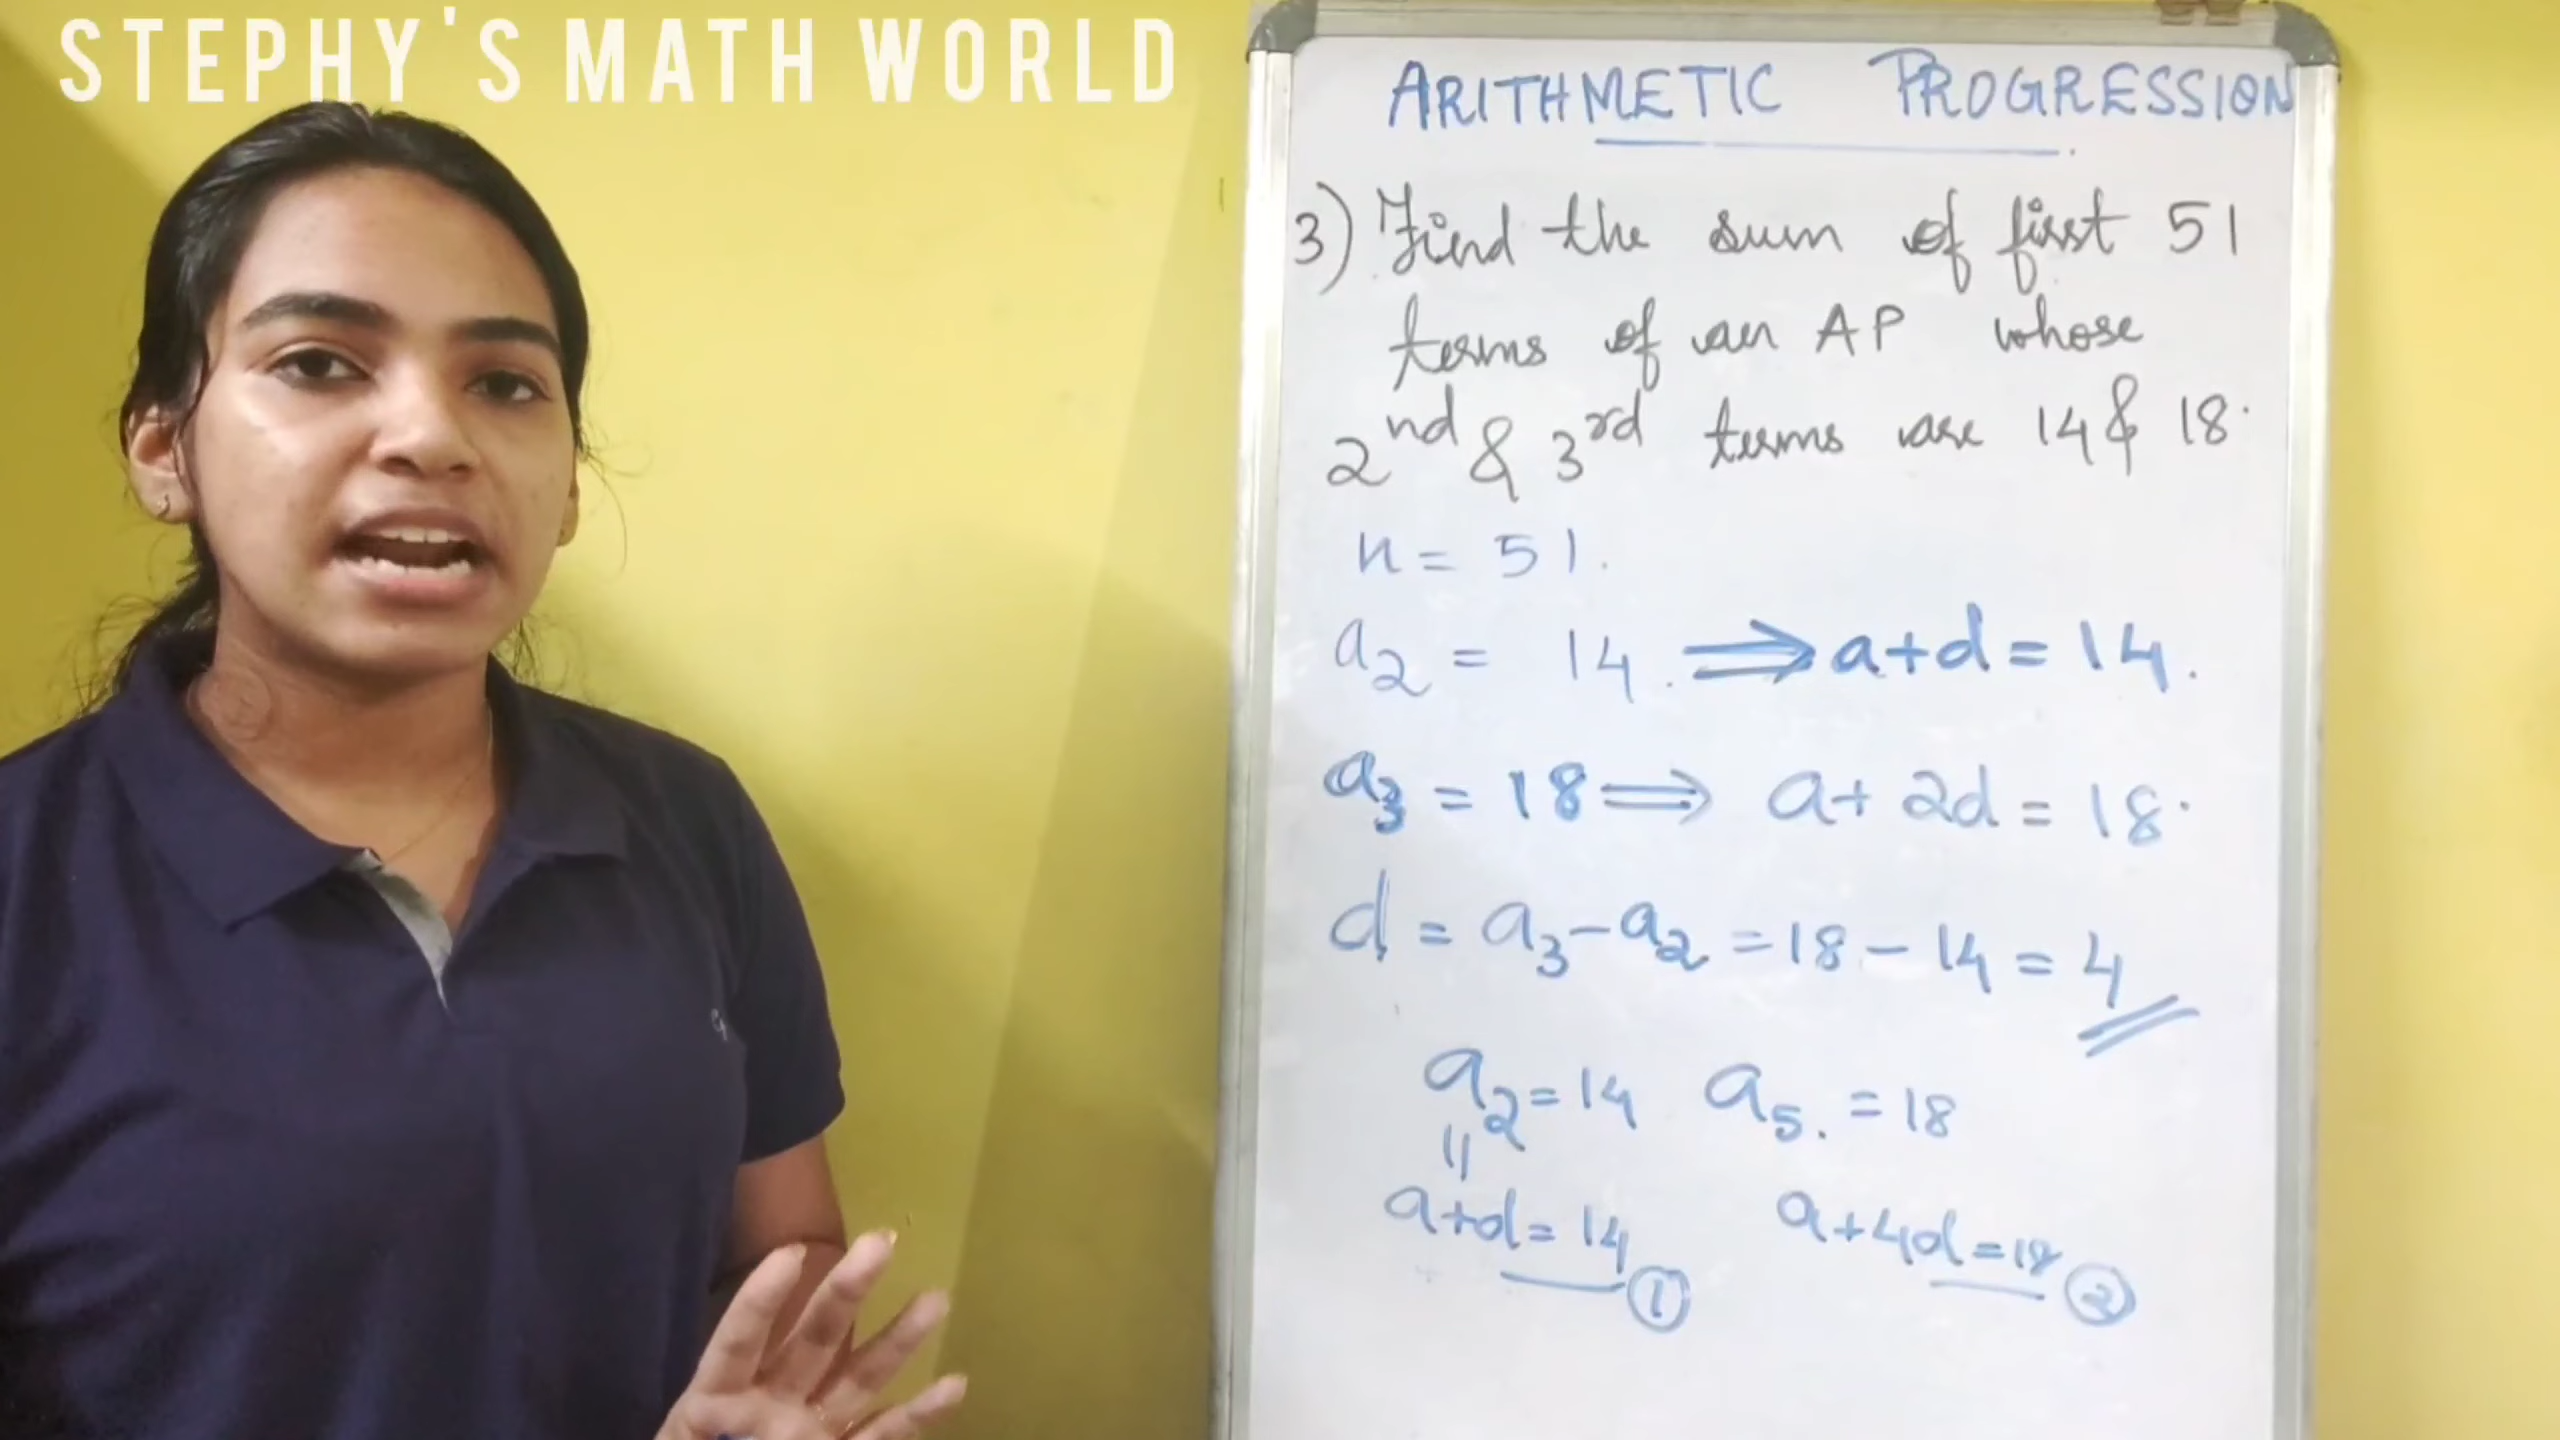 STEPHY'S MATH WORLD
ARITHMETIC PROGRESSION
3) Find the sum of first 51
terms of an AP whose
2nd & 3rd terms are 14 & 18.
n = 51.
a2 = 14. ⟹ a+d = 14.
a3 = 18 ⟹ a+ 2d = 18.
d = a3-a2 = 18 - 14 = 4
a2 = 14 a5. = 18
||
a+d = 14 ① a+4d = 18 ②